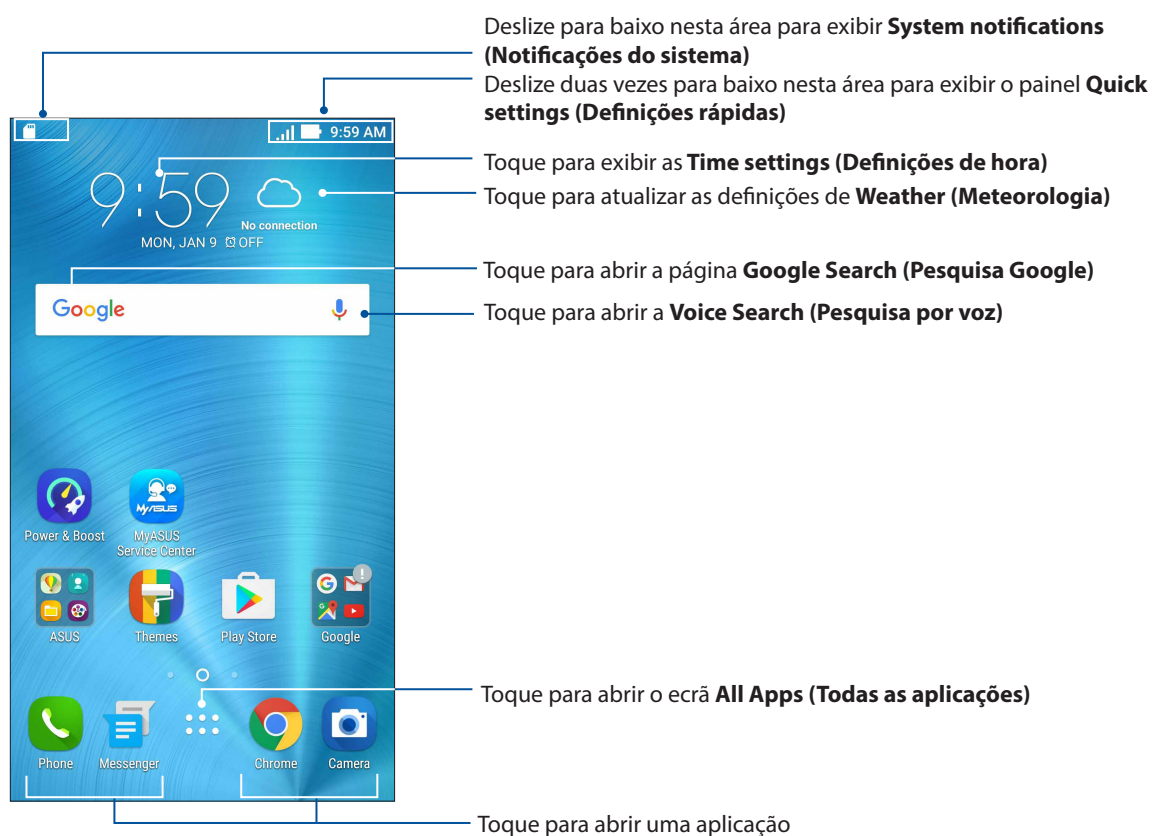 Deslize para baixo nesta área para exibir System notifications
(Notificações do sistema)
Deslize duas vezes para baixo nesta área para exibir o painel Quick
settings (Definições rápidas)
9:59 AM
Toque para exibir as Time settings (Definições de hora)
9:59
Toque para atualizar as definições de Weather (Meteorologia)
No connection
MON, JAN 9 OFF
Toque para abrir a página Google Search (Pesquisa Google)
Google
Toque para abrir a Voice Search (Pesquisa por voz)
MyASUS
Power & Boost
MyASUS
Service Center
ASUS
Themes
Play Store
Google
Toque para abrir o ecrã All Apps (Todas as aplicações)
Phone
Messenger
Chrome
Camera
Toque para abrir uma aplicação